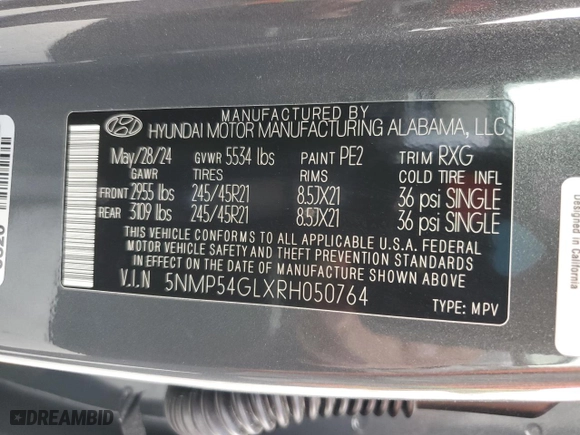 MANUFACTURED BY
HYUNDAI MOTOR MANUFACTURING ALABAMA, LLC
May/28/24 GVWR 5534 lbs PAINT PE2 TRIM RXG
GAWR TIRES RIMS COLD TIRE INFL
FRONT 2955 lbs 245/45R21 8.5JX21 36 psi SINGLE
REAR 3109 lbs 245/45R21 8.5JX21 36 psi SINGLE
THIS VEHICLE CONFORMS TO ALL APPLICABLE U.S.A. FEDERAL
MOTOR VEHICLE SAFETY AND THEFT PREVENTION STANDARDS
IN EFFECT ON THE DATE OF MANUFACTURE SHOWN ABOVE
V.I.N 5NMP54GLXRH050764
TYPE: MPV
Designed in California
DREAMBID